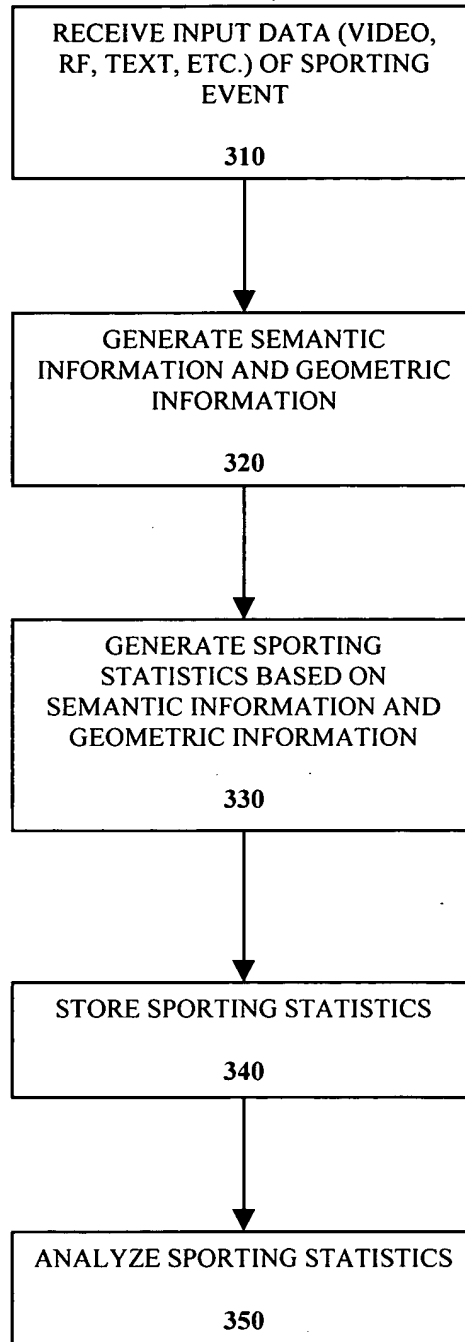 RECEIVE INPUT DATA (VIDEO,
RF, TEXT, ETC.) OF SPORTING
EVENT
310
GENERATE SEMANTIC
INFORMATION AND GEOMETRIC
INFORMATION
320
GENERATE SPORTING
STATISTICS BASED ON
SEMANTIC INFORMATION AND
GEOMETRIC INFORMATION
330
STORE SPORTING STATISTICS
340
ANALYZE SPORTING STATISTICS
350